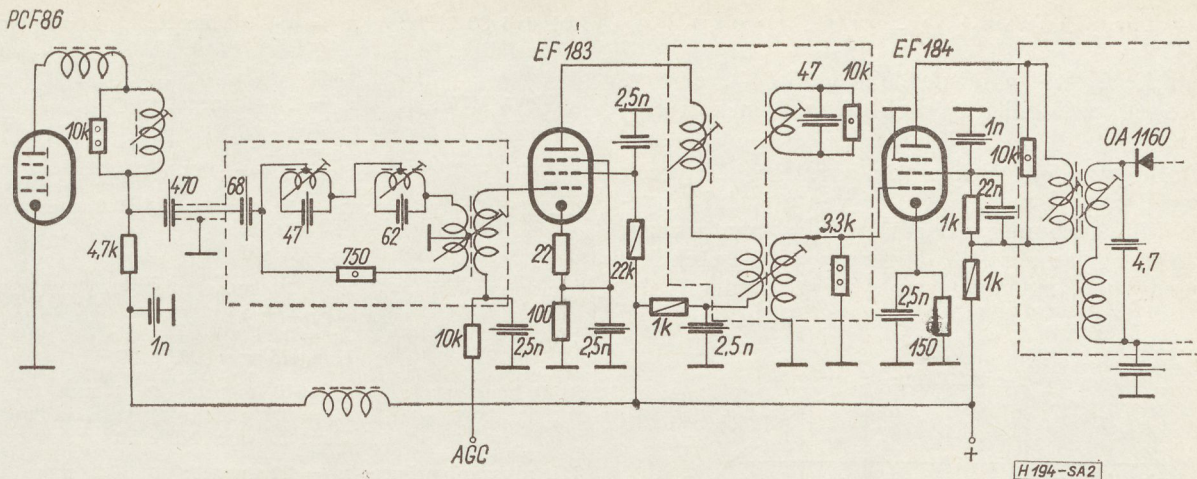 PCF86
EF 183
EF 184
10k
470
68
47
62
750
4,7k
1n
10k
2,5n
22
100
2,5n
2,5n
22k
1k
2,5n
47
10k
3,3k
1n
10k
22n
1k
1k
2,5n
150
OA 1160
4,7
AGC
+
H 194-SA2